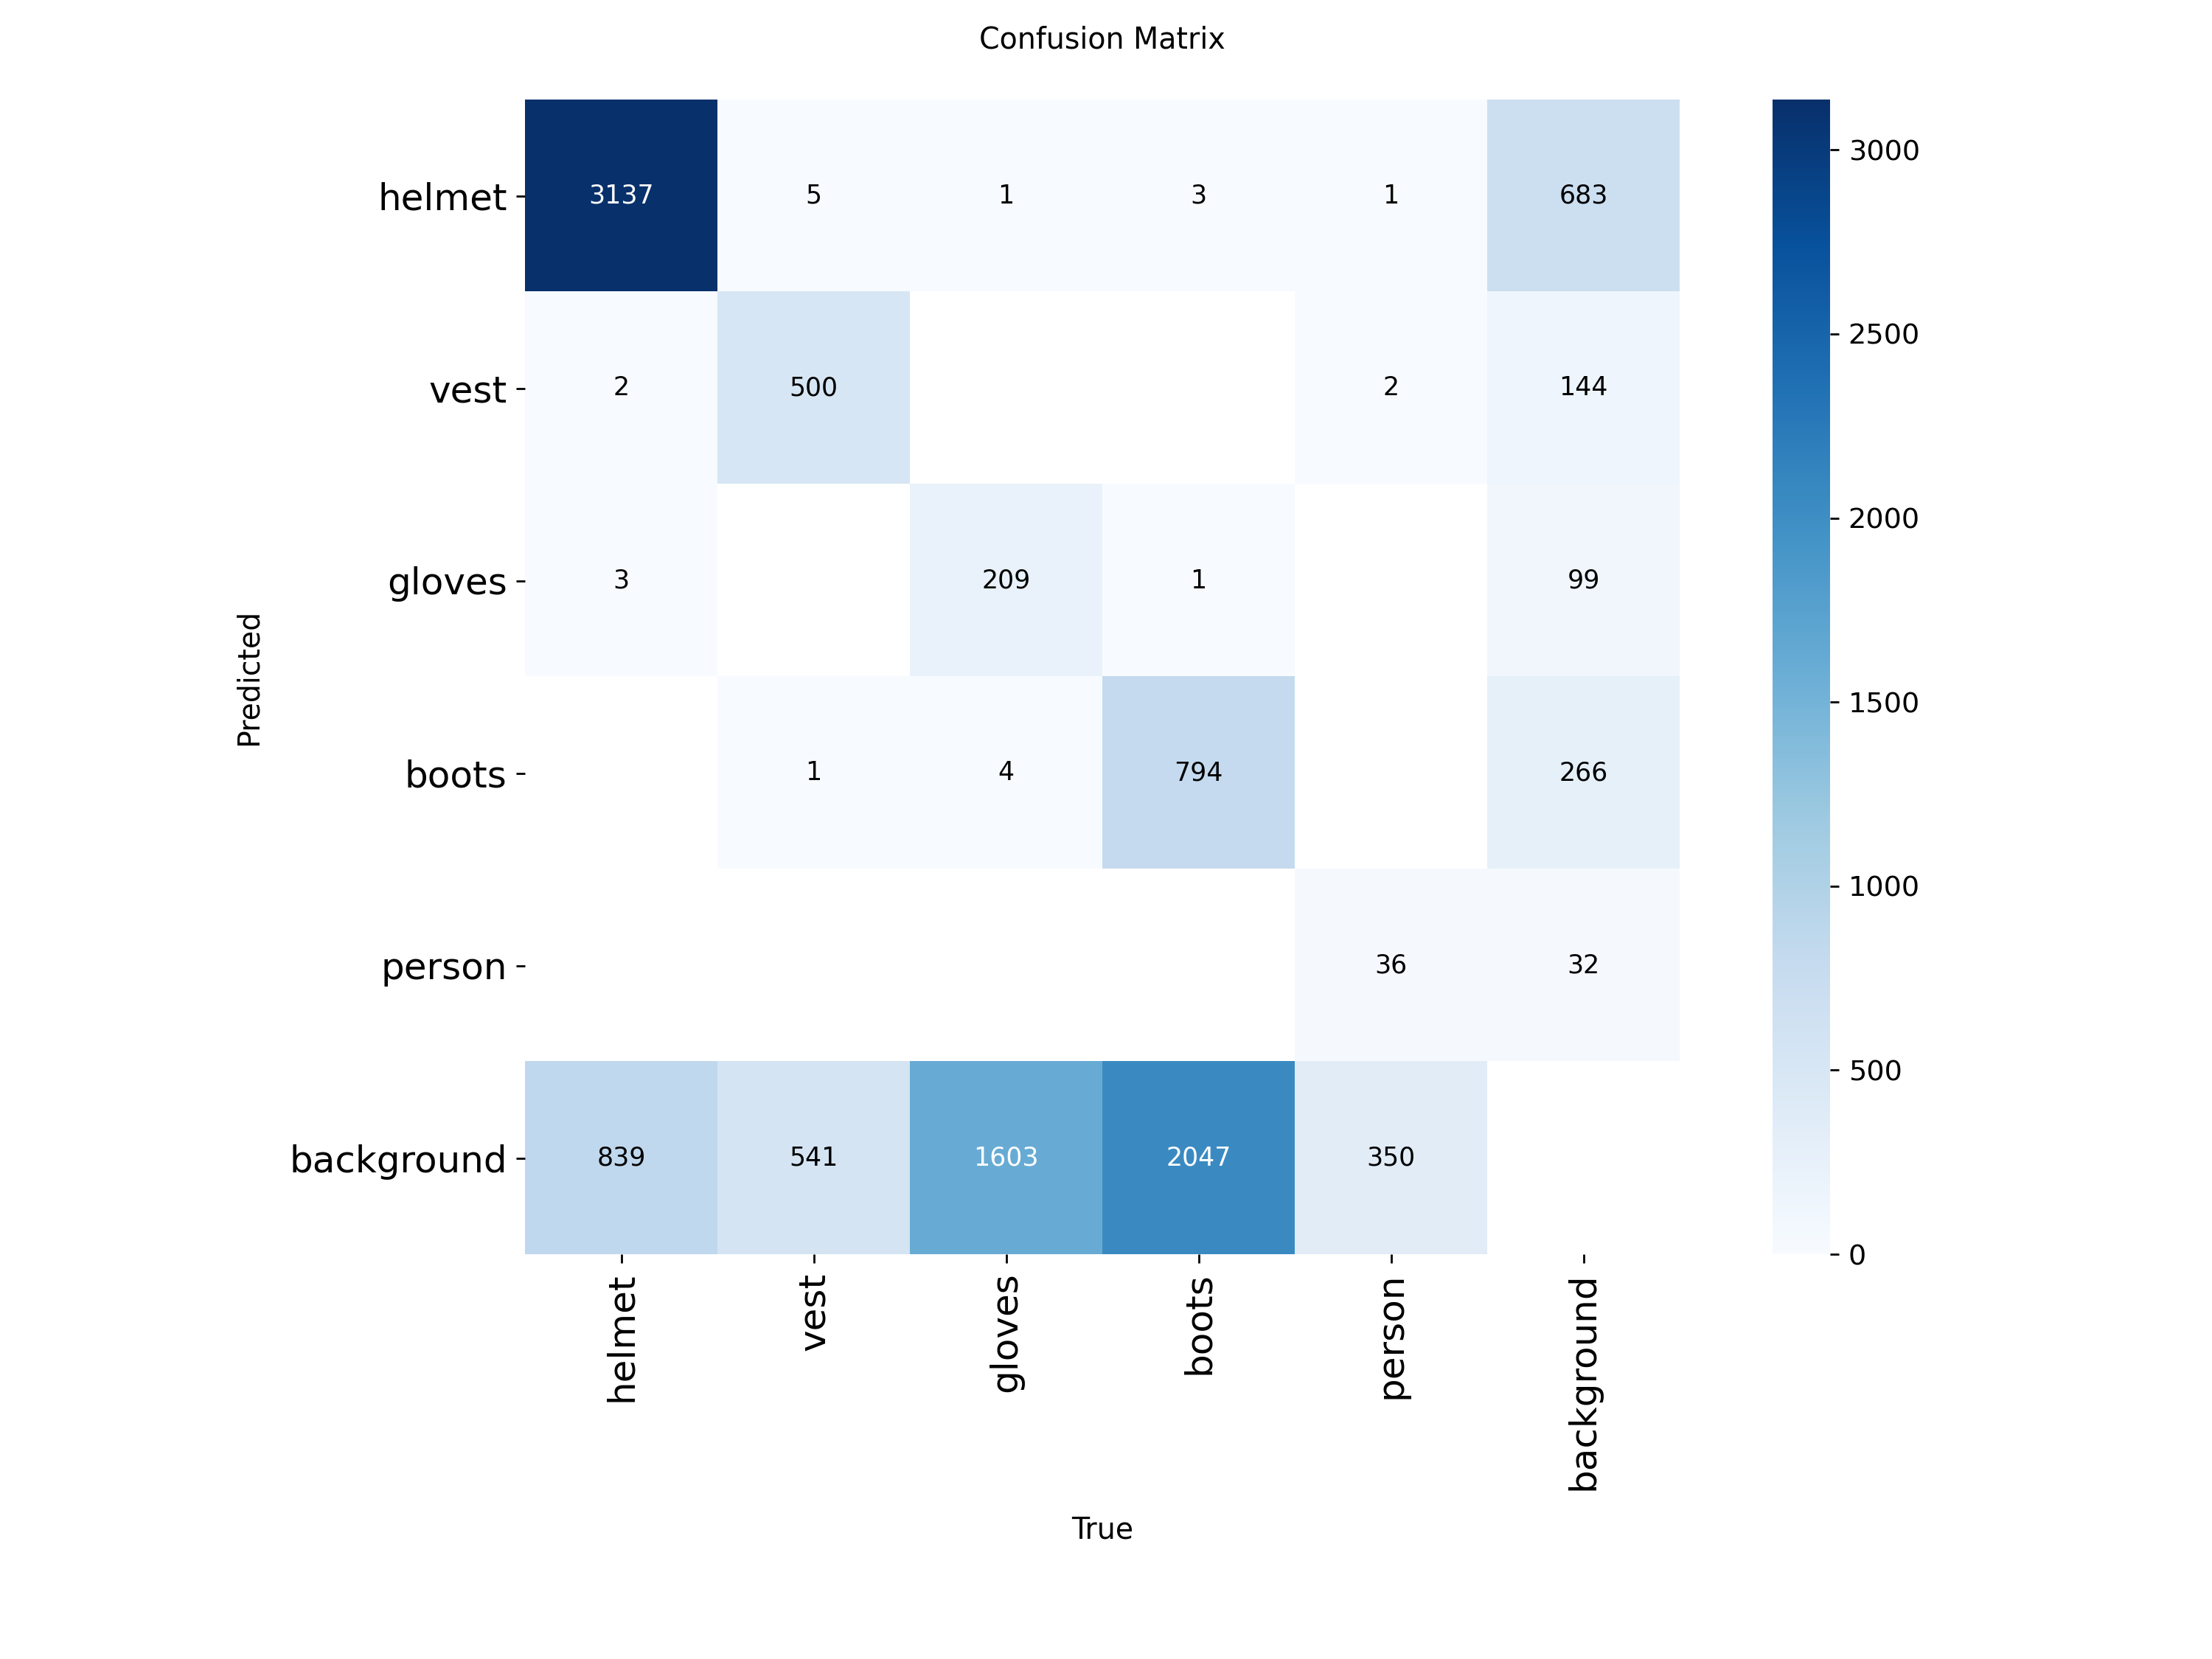 Confusion Matrix
helmet 3137 5 1 3 1 683
vest 2 500 2 144
gloves 3 209 1 99
boots 1 4 794 266
person 36 32
background 839 541 1603 2047 350
helmet vest gloves boots person background
Predicted
True
3000
2500
2000
1500
1000
500
0